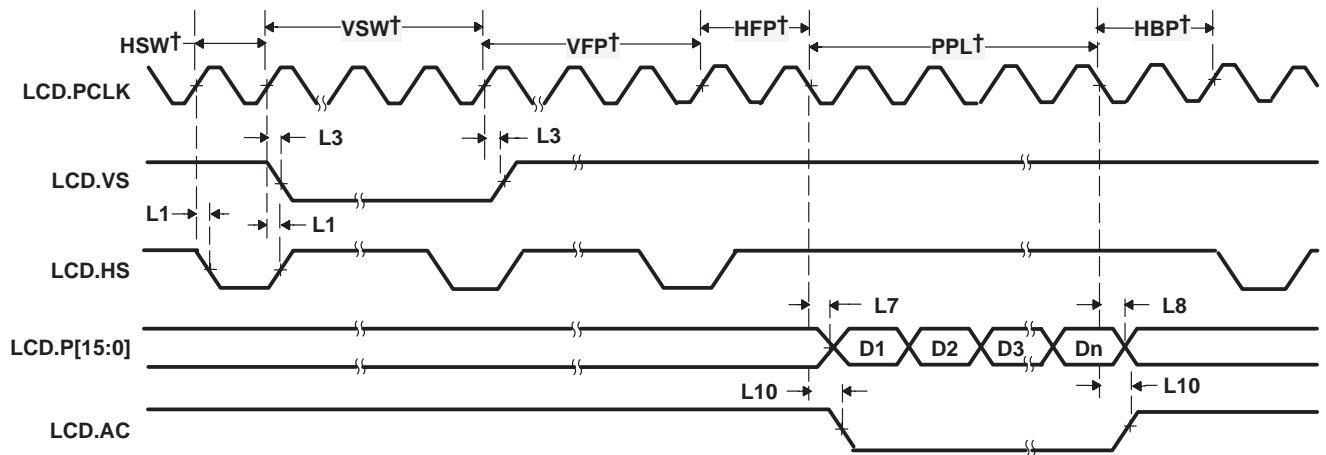 HSW†
VSW†
VFP†
HFP†
PPL†
HBP†
LCD.PCLK
L3
L3
LCD.VS
L1
L1
LCD.HS
L7
L8
LCD.P[15:0]
D1
D2
D3
Dn
L10
L10
LCD.AC